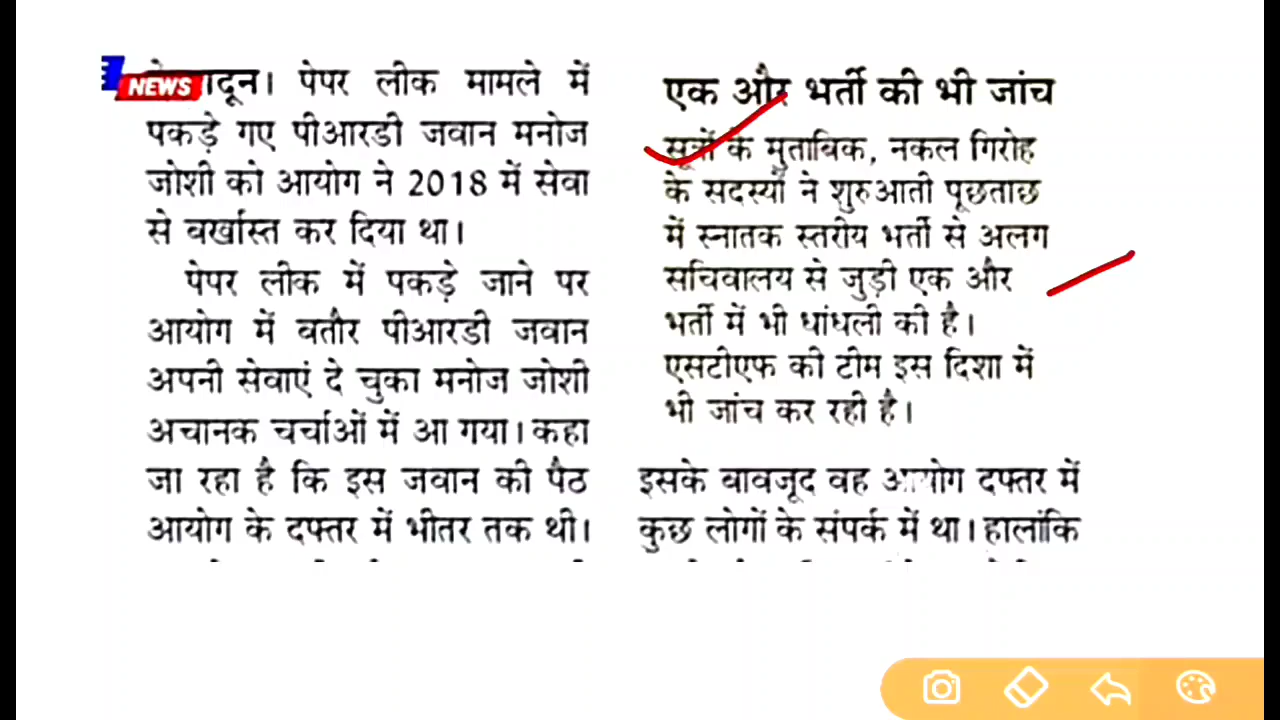 NEWS
पेपर लीक मामले में
पकड़े गए पीआरडी जवान मनोज
जोशी को आयोग ने 2018 में सेवा
से बर्खास्त कर दिया था।
पेपर लीक में पकड़े जाने पर
आयोग में बतौर पीआरडी जवान
अपनी सेवाएं दे चुका मनोज जोशी
अचानक चर्चाओं में आ गया। कहा
जा रहा है कि इस जवान की पैठ
आयोग के दफ्तर में भीतर तक थी।
एक और भर्ती की भी जांच
सूत्रों के मुताबिक, नकल गिरोह
के सदस्यों ने शुरुआती पूछताछ
में स्नातक स्तरीय भर्ती से अलग
सचिवालय से जुड़ी एक और
भर्ती में भी धांधली की है।
एसटीएफ की टीम इस दिशा में
भी जांच कर रही है।
इसके बावजूद वह आयोग दफ्तर में
कुछ लोगों के संपर्क में था। हालांकि